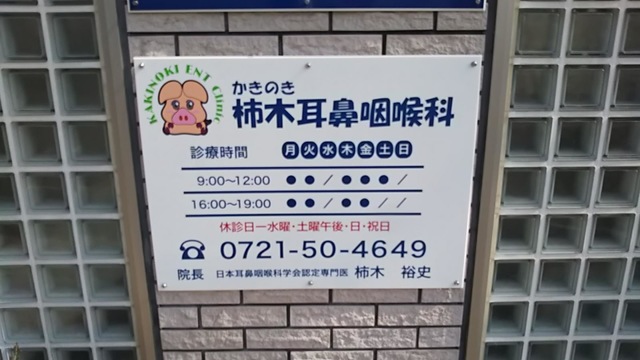 KAKINOKI ENT Clinic
かきのき
柿木耳鼻咽喉科
診療時間 月火水木金土日
9:00〜12:00 ●●/●●●/
16:00〜19:00 ●●/●●//
休診日ー水曜・土曜午後・日・祝日
☎ 0721-50-4649
院長 日本耳鼻咽喉科学会認定専門医 柿木 裕史